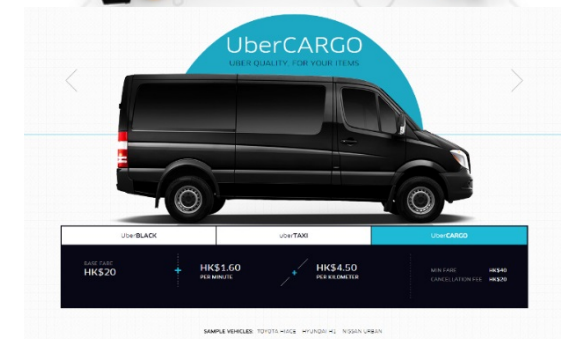 UberCARGO
UBER QUALITY, FOR YOUR ITEMS
UberBLACK
uberTAXI
UberCARGO
BASE FARE
HK$20
+
HK$1.60
PER MINUTE
+
HK$4.50
PER KILOMETER
MIN FARE HK$40
CANCELLATION FEE HK$20
SAMPLE VEHICLES: TOYOTA HIACE HYUNDAI H1 NISSAN URBAN